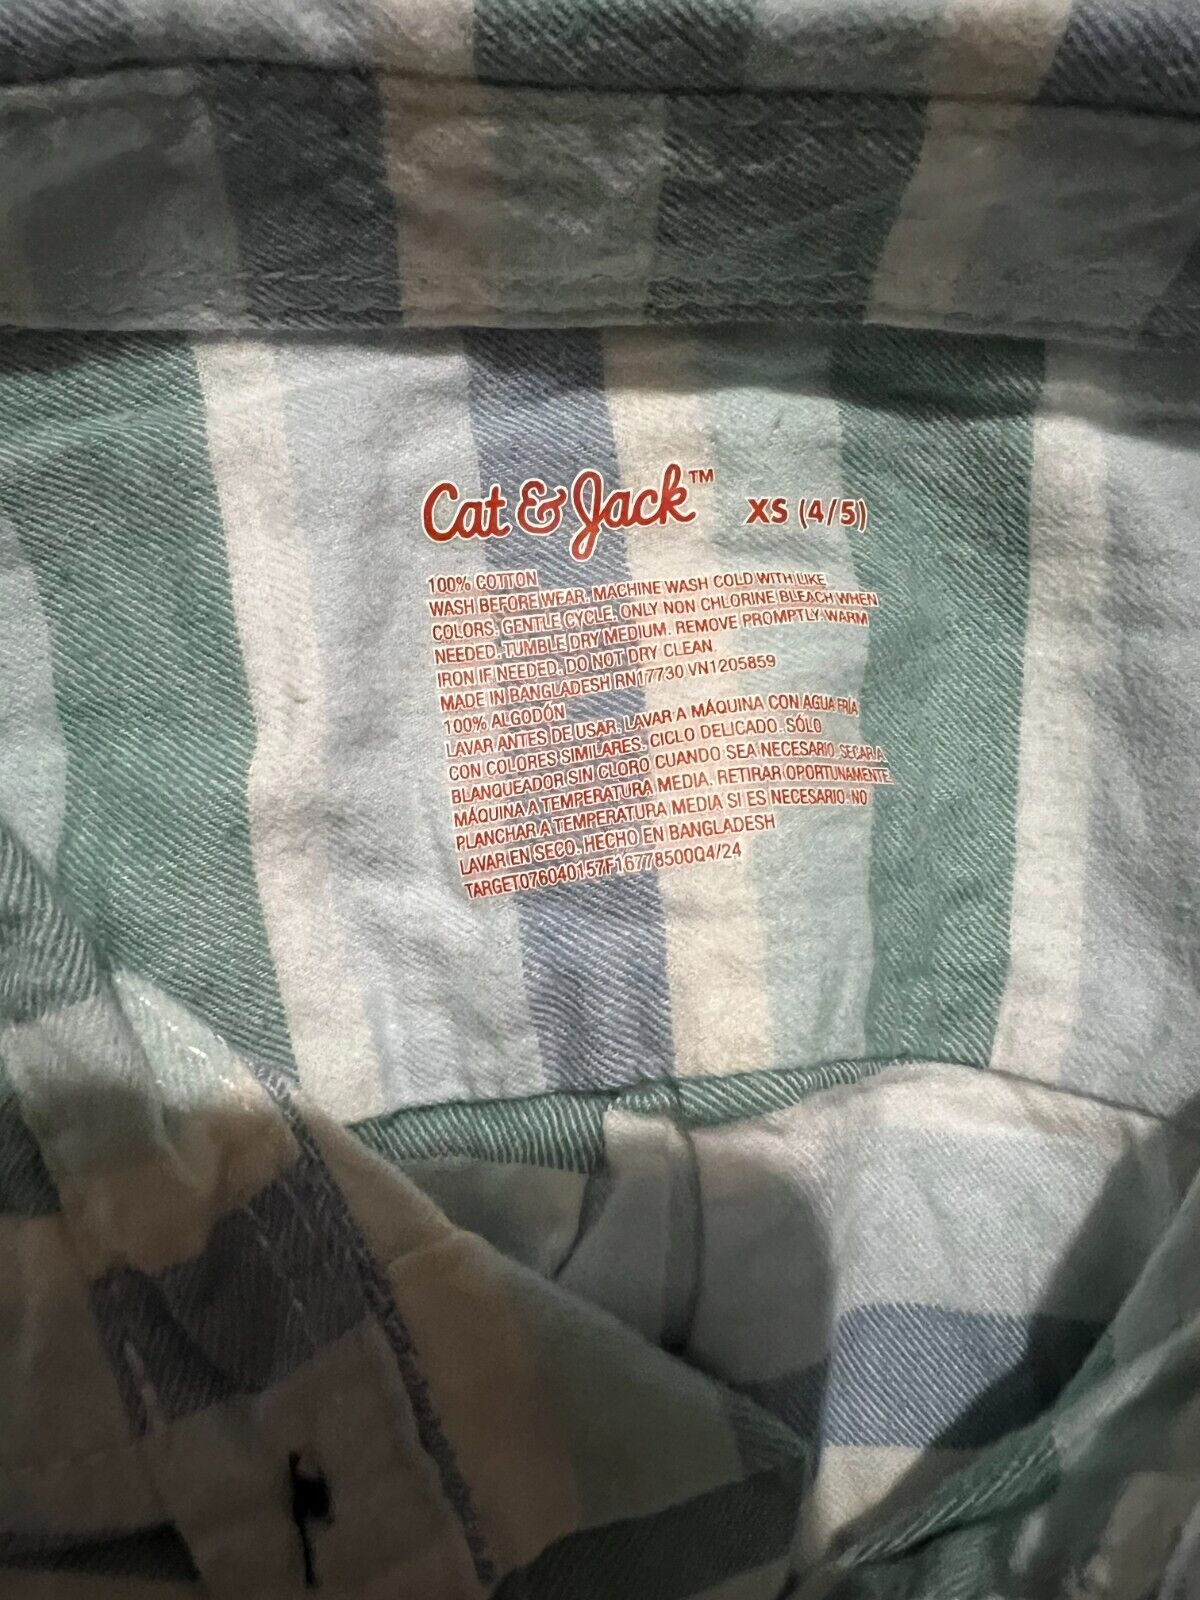 Cat & Jack™ XS (4/5)
100% COTTON
WASH BEFORE WEAR. MACHINE WASH COLD WITH LIKE
COLORS. GENTLE CYCLE. ONLY NON CHLORINE BLEACH WHEN
NEEDED. TUMBLE DRY MEDIUM. REMOVE PROMPTLY. WARM
IRON IF NEEDED. DO NOT DRY CLEAN.
MADE IN BANGLADESH RN17730 VN1205859
100% ALGODÓN
LAVAR ANTES DE USAR. LAVAR A MÁQUINA CON AGUA FRÍA
CON COLORES SIMILARES. CICLO DELICADO. SÓLO
BLANQUEADOR SIN CLORO CUANDO SEA NECESARIO. SECAR A
MÁQUINA A TEMPERATURA MEDIA. RETIRAR OPORTUNAMENTE
PLANCHAR A TEMPERATURA MEDIA SI ES NECESARIO. NO
LAVAR EN SECO. HECHO EN BANGLADESH
TARGET076040157F16778500Q4/24